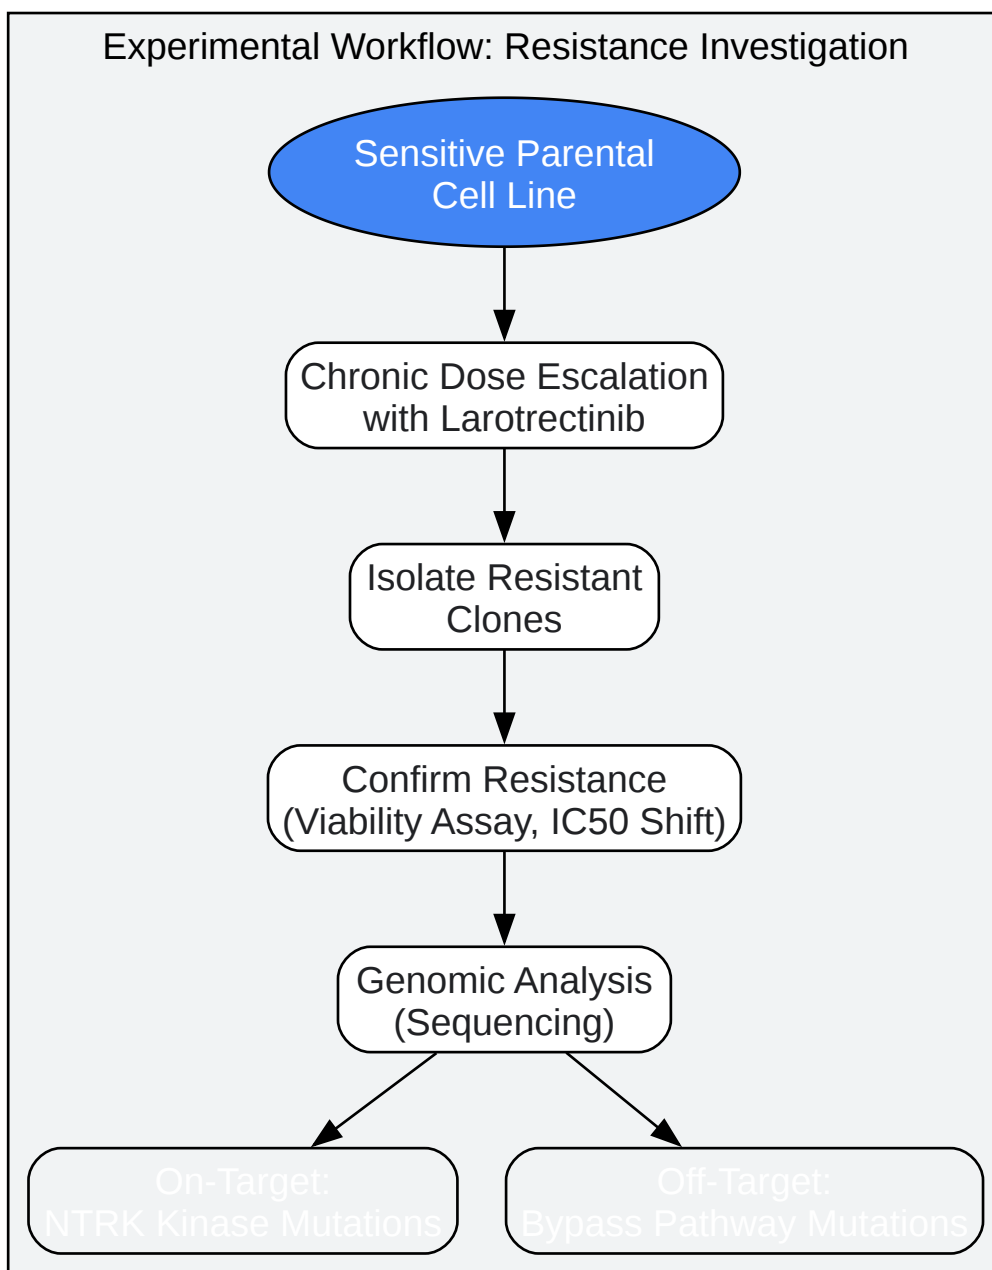 Experimental Workflow: Resistance Investigation
Sensitive Parental
Cell Line
Chronic Dose Escalation
with Larotrectinib
Isolate Resistant
Clones
Confirm Resistance
(Viability Assay, IC50 Shift)
Genomic Analysis
(Sequencing)
On-Target:
NTRK Kinase Mutations
Off-Target:
Bypass Pathway Mutations